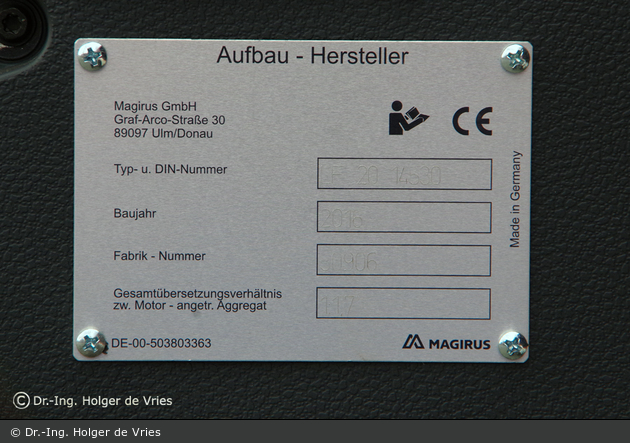 Aufbau - Hersteller
Magirus GmbH
Graf-Arco-Straße 30
89097 Ulm/Donau
CE
Typ- u. DIN-Nummer
Baujahr
2016
Fabrik - Nummer
Gesamtübersetzungsverhältnis
zw. Motor - angetr. Aggregat
Made in Germany
DE-00-503803363
MAGIRUS
© Dr.-Ing. Holger de Vries
© Dr.-Ing. Holger de Vries